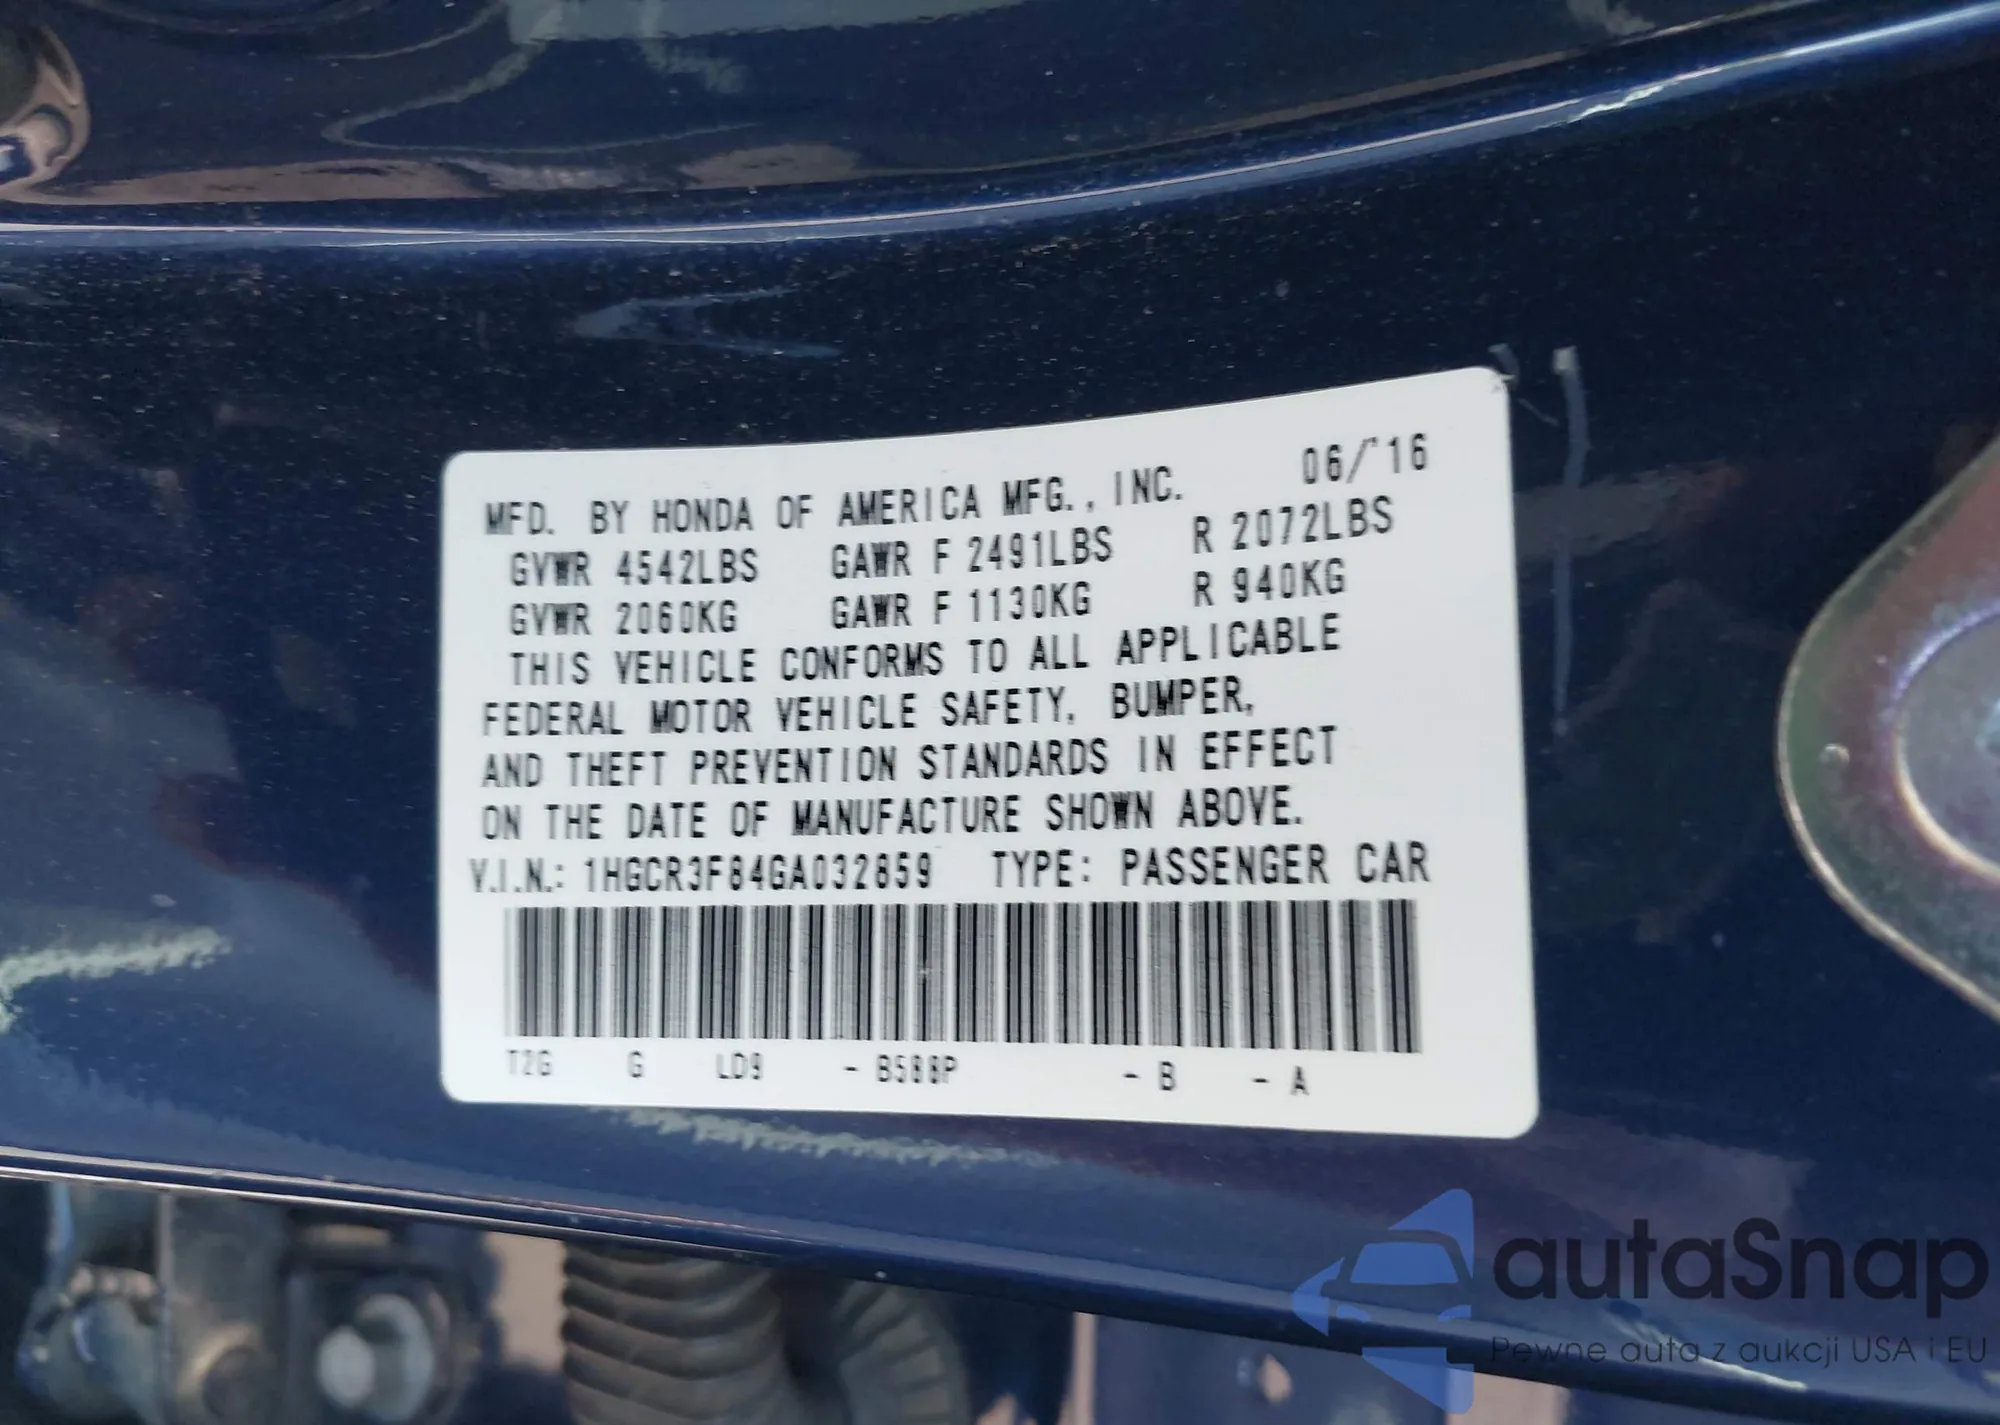 MFD. BY HONDA OF AMERICA MFG., INC. 06/'16
GVWR 4542LBS GAWR F 2491LBS R 2072LBS
GVWR 2060KG GAWR F 1130KG R 940KG
THIS VEHICLE CONFORMS TO ALL APPLICABLE
FEDERAL MOTOR VEHICLE SAFETY, BUMPER,
AND THEFT PREVENTION STANDARDS IN EFFECT
ON THE DATE OF MANUFACTURE SHOWN ABOVE.
V.I.N.: 1HGCR3F84GA032859 TYPE: PASSENGER CAR
T2G G LD9 - B588P - B - A
autaSnap
Pewne auta z aukcji USA i EU